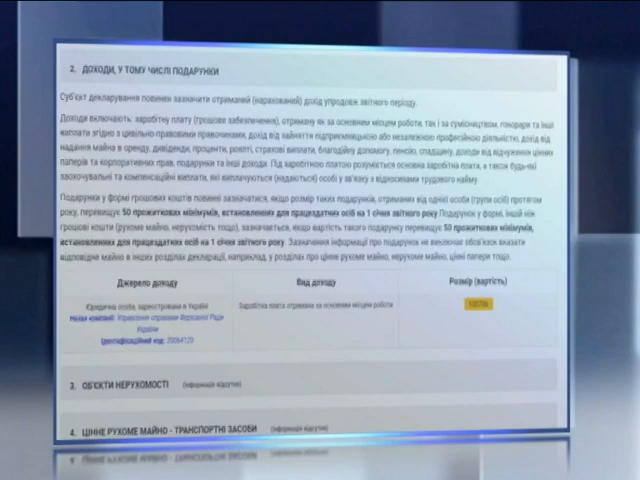 2. ДОХОДИ, У ТОМУ ЧИСЛІ ПОДАРУНКИ
Суб'єкт декларування повинен зазначити отриманий (нарахований) дохід упродовж звітного періоду.
Доходи включають: заробітну плату (грошове забезпечення), отриману як за основним місцем роботи, так і за сумісництвом, гонорари та інші
виплати згідно з цивільно-правовими правочинами, дохід від зайняття підприємницькою або незалежною професійною діяльністю, дохід від
надання майна в оренду, дивіденди, проценти, роялті, страхові виплати, благодійну допомогу, пенсію, спадщину, доходи від відчуження цінних
паперів та корпоративних прав, подарунки та інші доходи. Під заробітною платою розуміється основна заробітна плата, а також будь-які
заохочувальні та компенсаційні виплати, які виплачуються (надаються) особі у зв'язку з відносинами трудового найму.
Подарунки у формі грошових коштів повинні зазначатися, якщо розмір таких подарунків, отриманих від однієї особи (групи осіб) протягом
року, перевищує 50 прожиткових мінімумів, встановлених для працездатних осіб на 1 січня звітного року Подарунок у формі, іншій ніж
грошові кошти (рухоме майно, нерухомість тощо), зазначається, якщо вартість такого подарунку перевищує 50 прожиткових мінімумів,
встановлених для працездатних осіб на 1 січня звітного року. Зазначення інформації про подарунок не виключає обов'язок вказати
відповідне майно в інших розділах декларації, наприклад, у розділах про цінне рухоме майно, нерухоме майно, цінні папери тощо.
Джерело доходу Вид доходу Розмір (вартість)
Юридична особа, зареєстрована в Україні
Назва компанії: Управління справами Верховної Ради
України
Ідентифікаційний код: 20064120
Заробітна плата отримана за основним місцем роботи
3. ОБ'ЄКТИ НЕРУХОМОСТІ (інформація відсутня)
4. ЦІННЕ РУХОМЕ МАЙНО - ТРАНСПОРТНІ ЗАСОБИ (інформація відсутня)